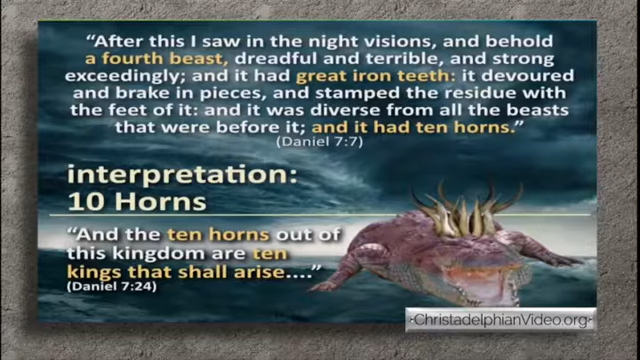 “After this I saw in the night visions, and behold
a fourth beast, dreadful and terrible, and strong
exceedingly; and it had great iron teeth: it devoured
and brake in pieces, and stamped the residue with
the feet of it: and it was diverse from all the beasts
that were before it; and it had ten horns.”
(Daniel 7:7)
interpretation:
10 Horns
“And the ten horns out of
this kingdom are ten
kings that shall arise....”
(Daniel 7:24)
-ChristadelphianVideo.org-